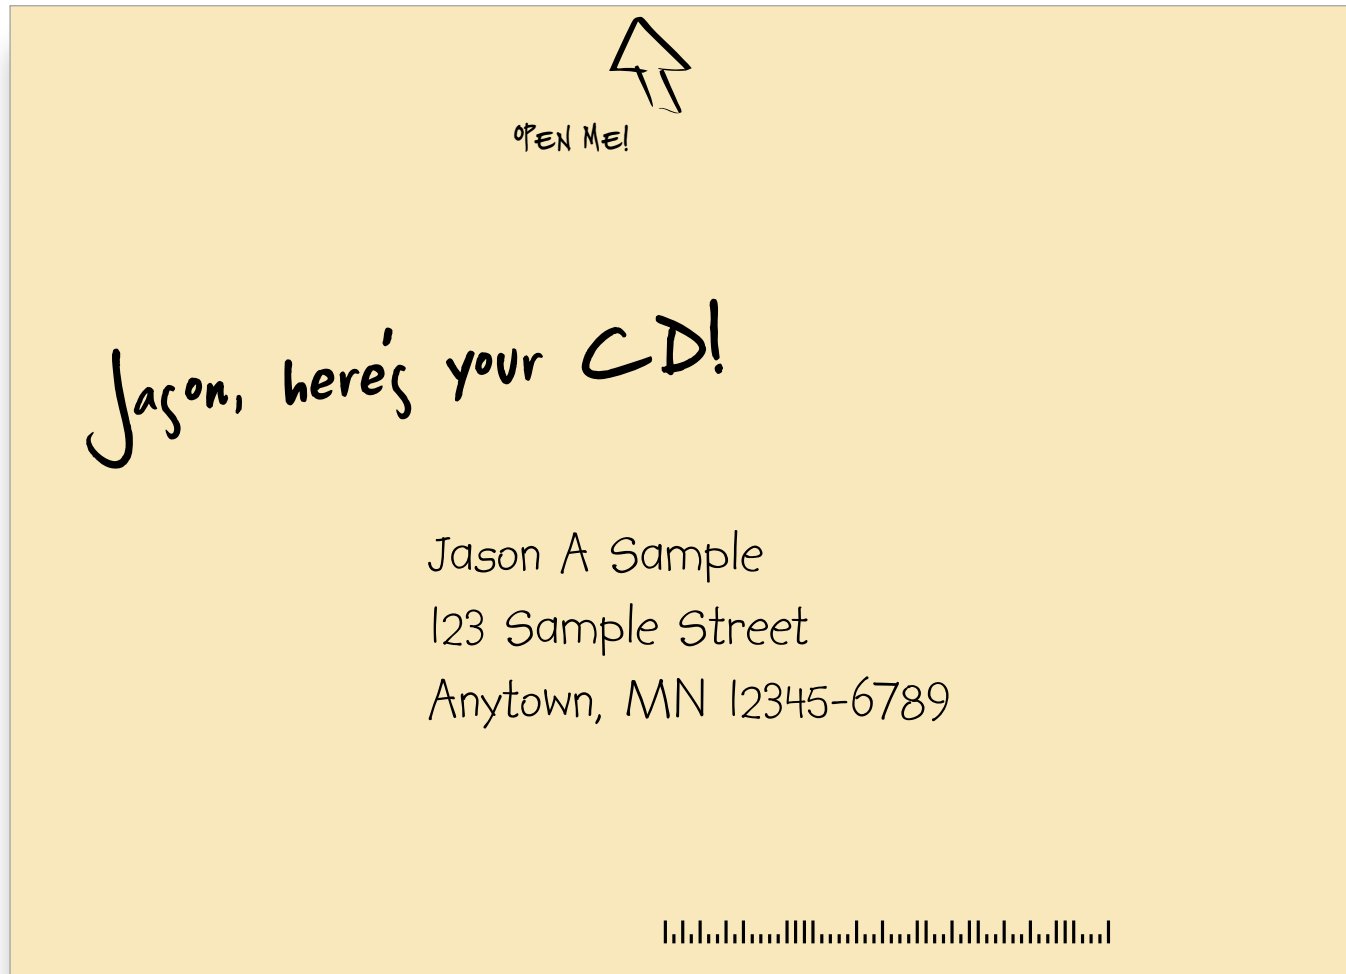 OPEN ME!
Jason, here's your CD!
Jason A Sample
123 Sample Street
Anytown, MN 12345-6789